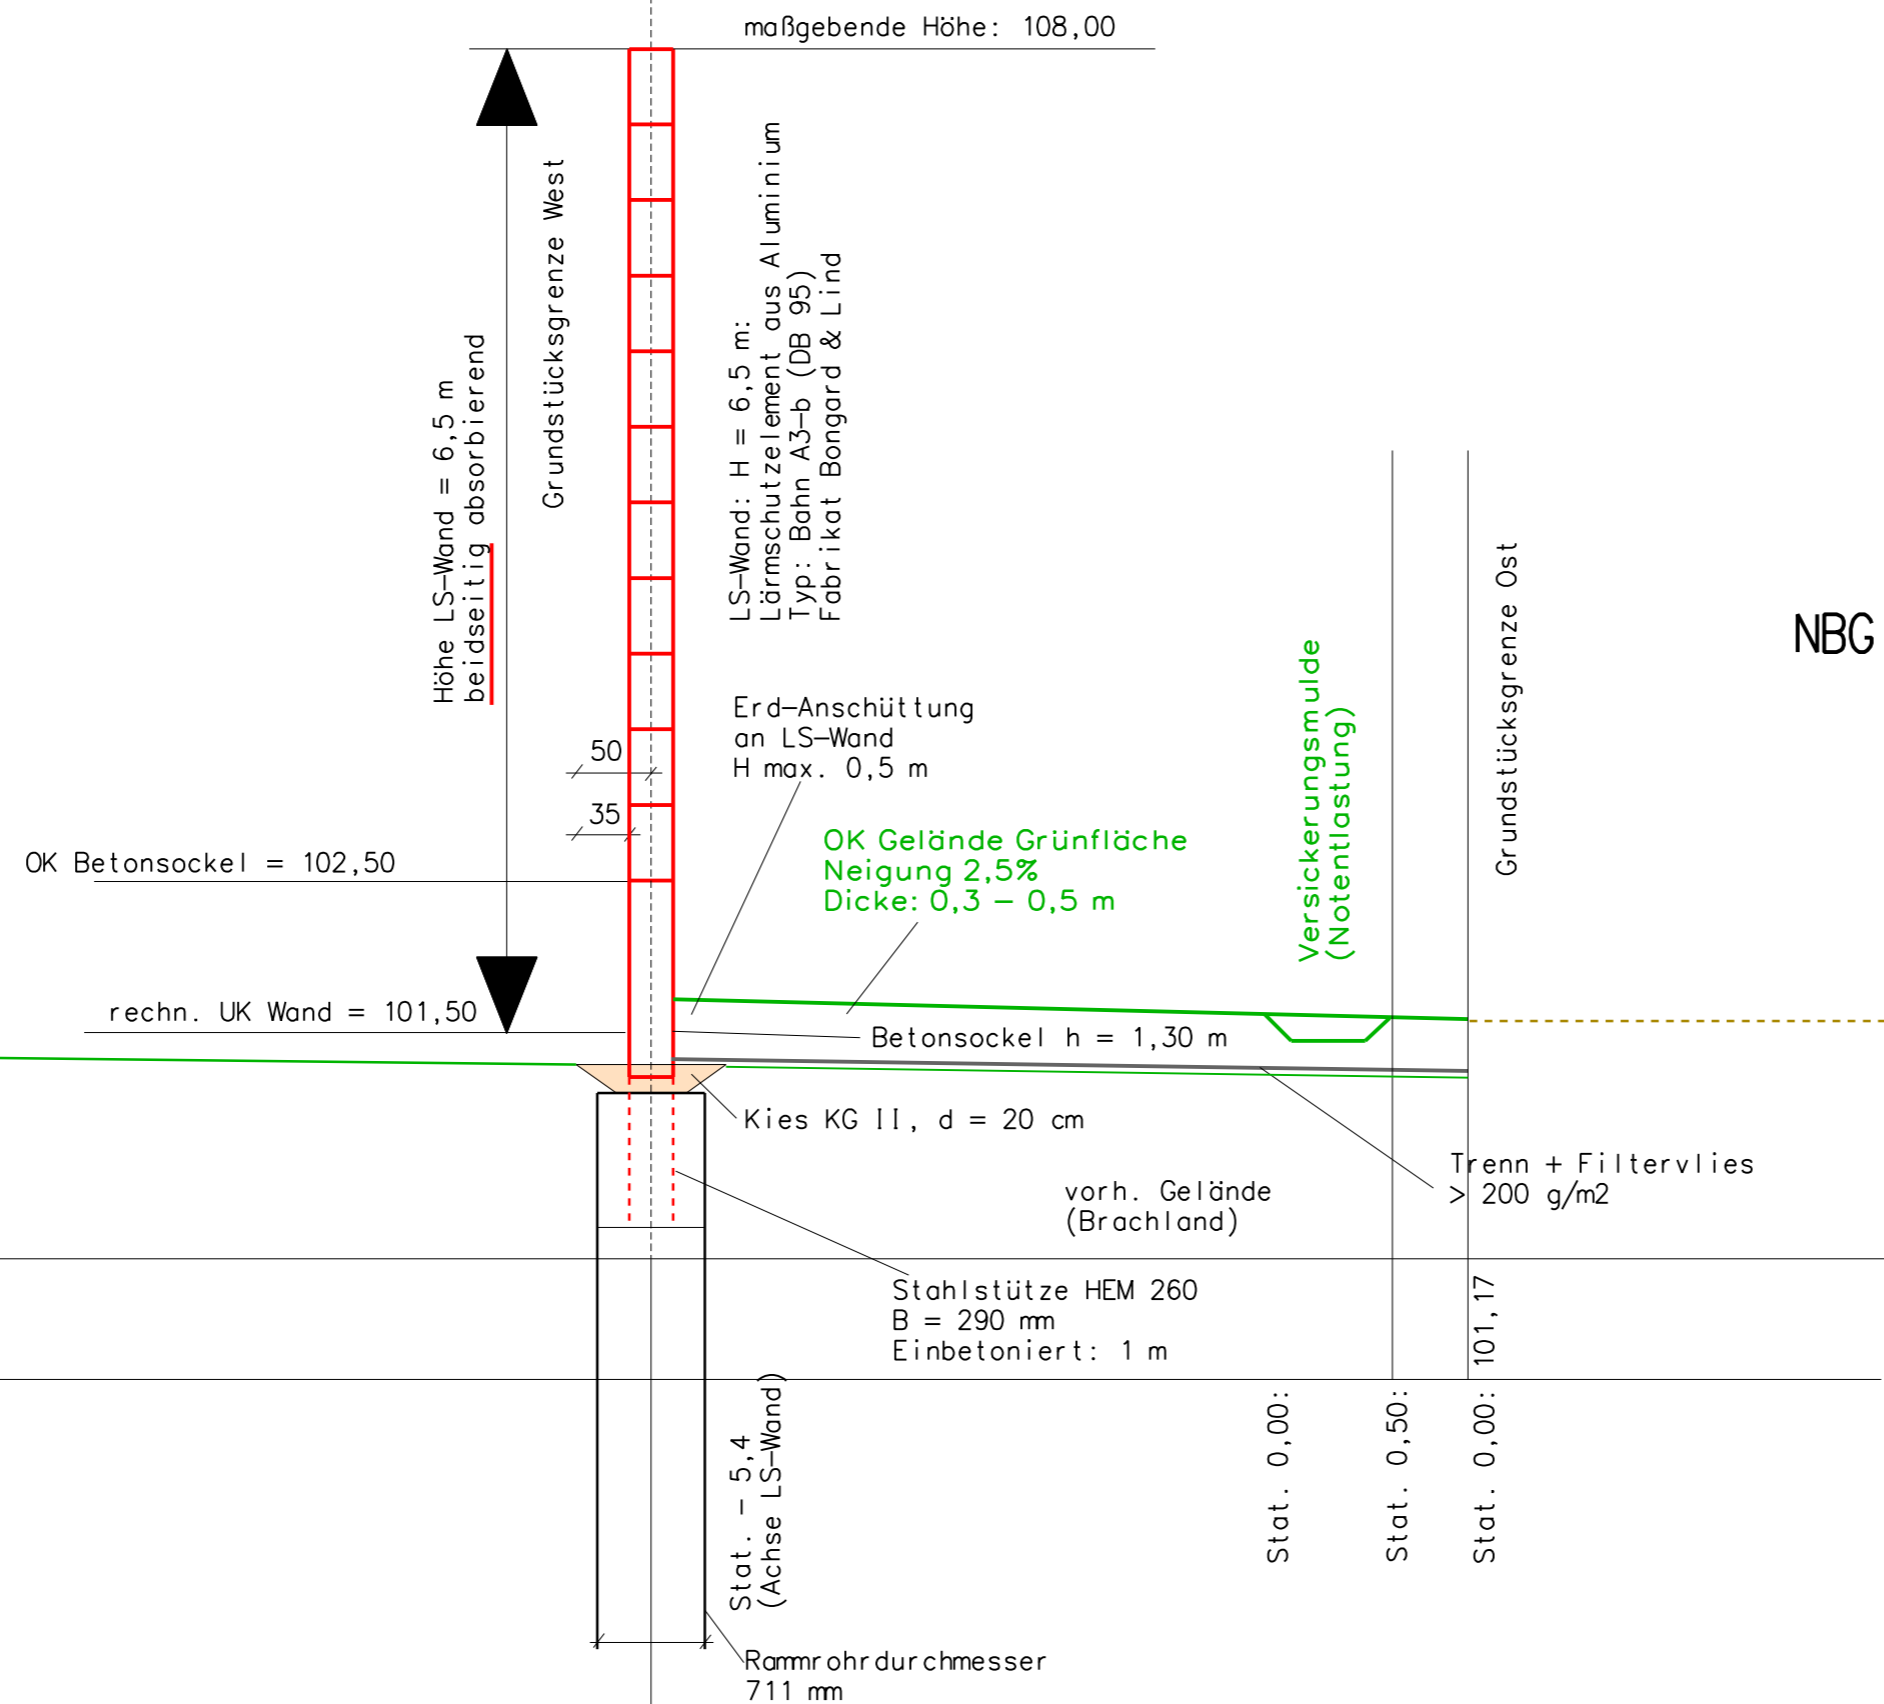 maßgebende Höhe: 108,00
Grundstücksgrenze West
Höhe LS-Wand = 6,5 m
beidseitig absorbierend
LS-Wand: H = 6,5 m:
Lärmschutzelement aus Aluminium
Typ: Bahn A3-b (DB 95)
Fabrikat Bongard & Lind
Grundstücksgrenze Ost
NBG
Erd-Anschüttung
an LS-Wand
H max. 0,5 m
50
35
OK Betonsockel = 102,50
OK Gelände Grünfläche
Neigung 2,5%
Dicke: 0,3 - 0,5 m
Versickerungsmulde
(Notentlastung)
rechn. UK Wand = 101,50
Betonsockel h = 1,30 m
Kies KG II, d = 20 cm
Trenn + Filtervlies
> 200 g/m2
vorh. Gelände
(Brachland)
Stahlstütze HEM 260
B = 290 mm
Einbetoniert: 1 m
101,17
Stat. - 5,4
(Achse LS-Wand)
Stat. 0,00:
Stat. 0,50:
Stat. 0,00:
Rammrohrdurchmesser
711 mm